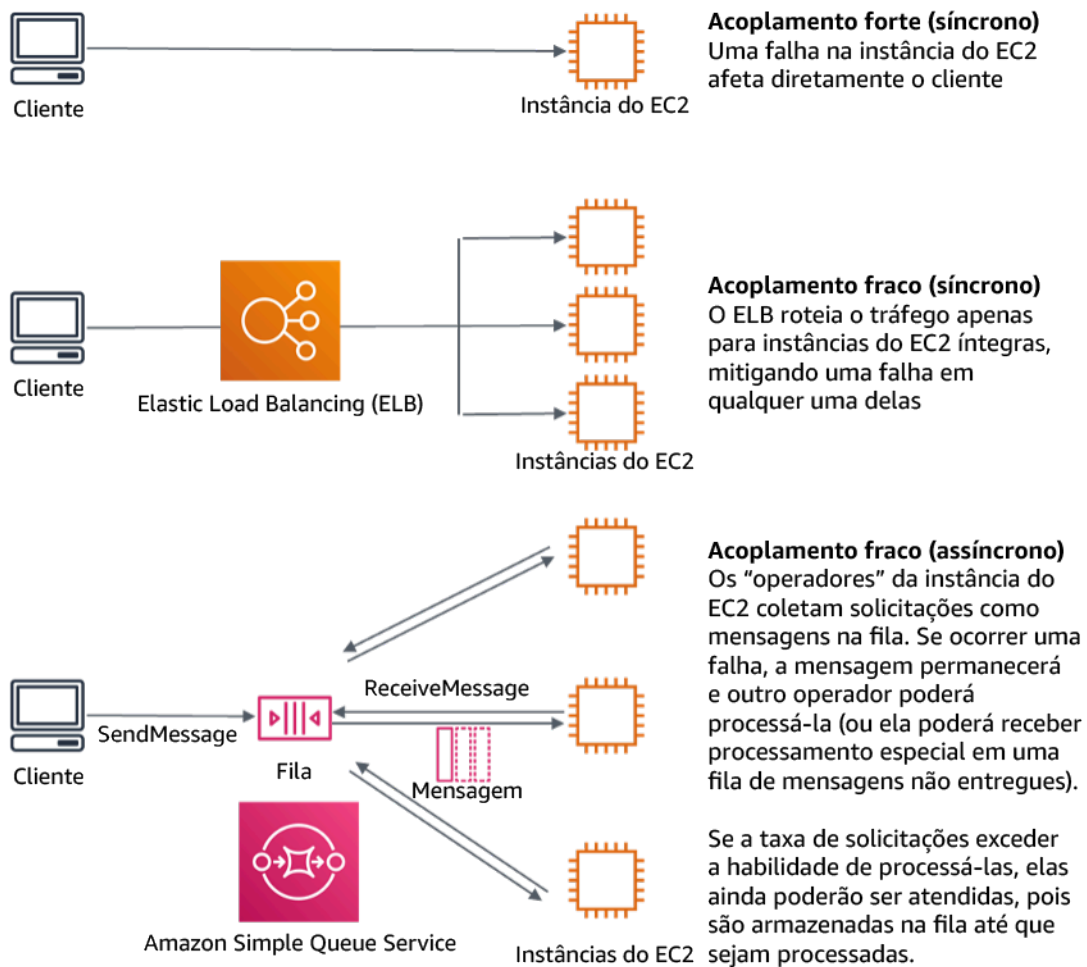 Cliente
Instância do EC2
Acoplamento forte (síncrono)
Uma falha na instância do EC2
afeta diretamente o cliente
Cliente
Elastic Load Balancing (ELB)
Instâncias do EC2
Acoplamento fraco (síncrono)
O ELB roteia o tráfego apenas
para instâncias do EC2 íntegras,
mitigando uma falha em
qualquer uma delas
Cliente
SendMessage
Fila
ReceiveMessage
Mensagem
Amazon Simple Queue Service
Instâncias do EC2
Acoplamento fraco (assíncrono)
Os “operadores” da instância do
EC2 coletam solicitações como
mensagens na fila. Se ocorrer uma
falha, a mensagem permanecerá
e outro operador poderá
processá-la (ou ela poderá receber
processamento especial em uma
fila de mensagens não entregues).
Se a taxa de solicitações exceder
a habilidade de processá-las, elas
ainda poderão ser atendidas, pois
são armazenadas na fila até que
sejam processadas.